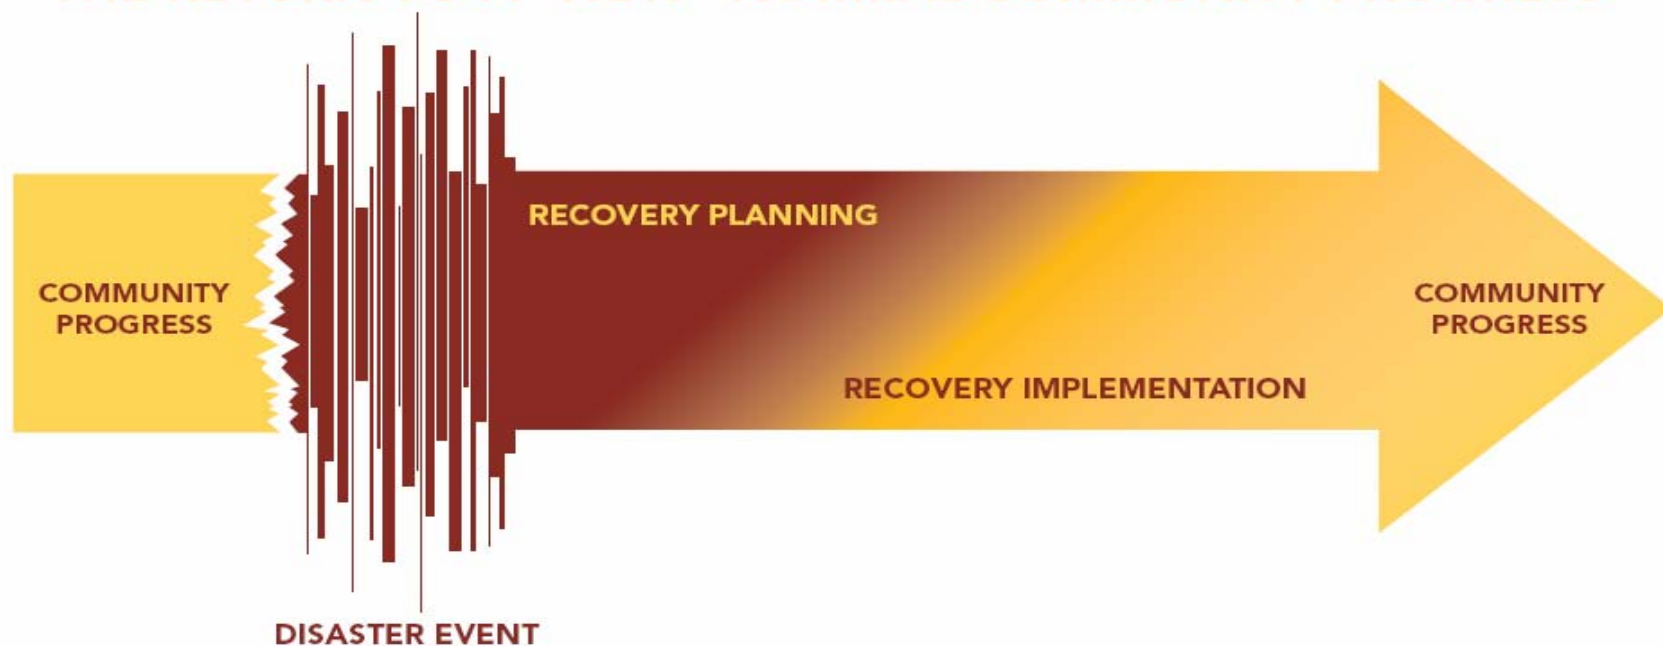 COMMUNITY
PROGRESS
RECOVERY PLANNING
RECOVERY IMPLEMENTATION
COMMUNITY
PROGRESS
DISASTER EVENT